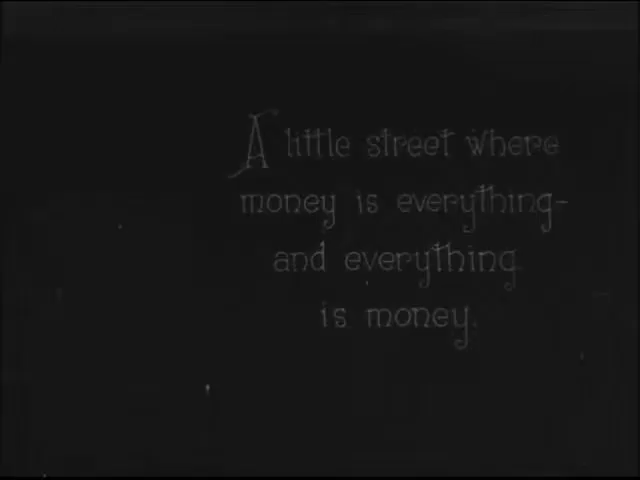 A little street where
money is everything-
and everything
is money.